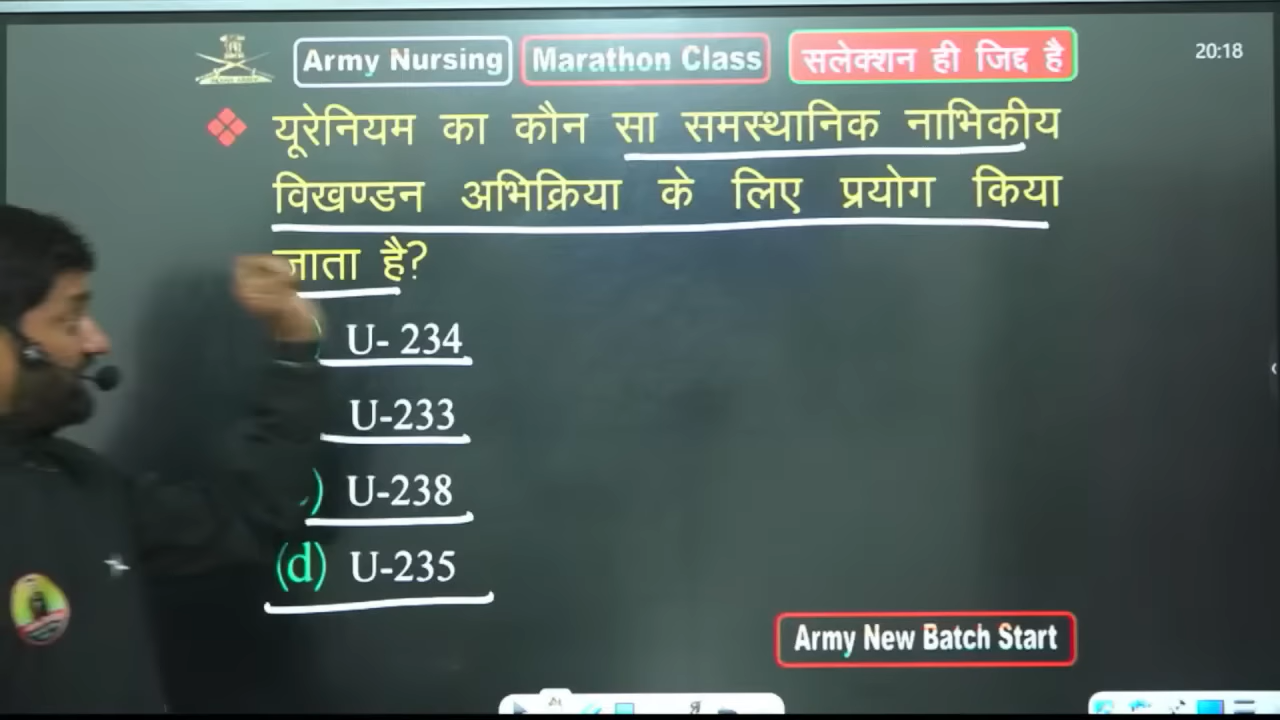 Army Nursing Marathon Class सलेक्शन ही जिद्द है 20:18
यूरेनियम का कौन सा समस्थानिक नाभिकीय
विखण्डन अभिक्रिया के लिए प्रयोग किया
जाता है?
U- 234
U-233
) U-238
(d) U-235
Army New Batch Start